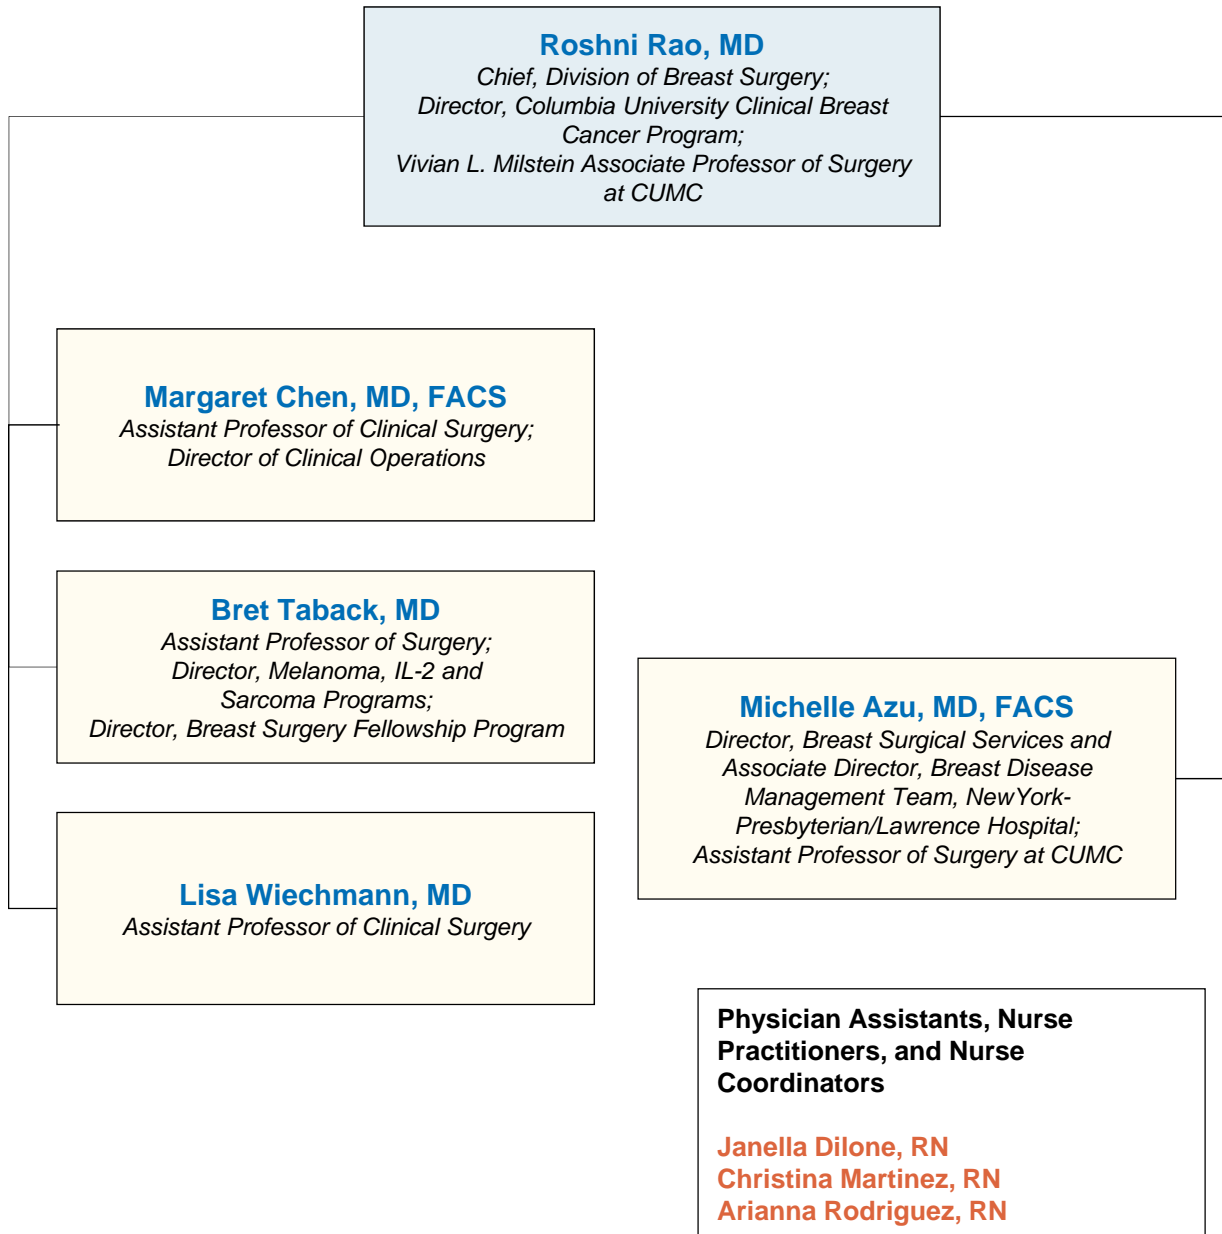 Roshni Rao, MD
Chief, Division of Breast Surgery;
Director, Columbia University Clinical Breast
Cancer Program;
Vivian L. Milstein Associate Professor of Surgery
at CUMC
Margaret Chen, MD, FACS
Assistant Professor of Clinical Surgery;
Director of Clinical Operations
Bret Taback, MD
Assistant Professor of Surgery;
Director, Melanoma, IL-2 and
Sarcoma Programs;
Director, Breast Surgery Fellowship Program
Lisa Wiechmann, MD
Assistant Professor of Clinical Surgery
Michelle Azu, MD, FACS
Director, Breast Surgical Services and
Associate Director, Breast Disease
Management Team, NewYork-
Presbyterian/Lawrence Hospital;
Assistant Professor of Surgery at CUMC
Physician Assistants, Nurse
Practitioners, and Nurse
Coordinators
Janella Dilone, RN
Christina Martinez, RN
Arianna Rodriguez, RN